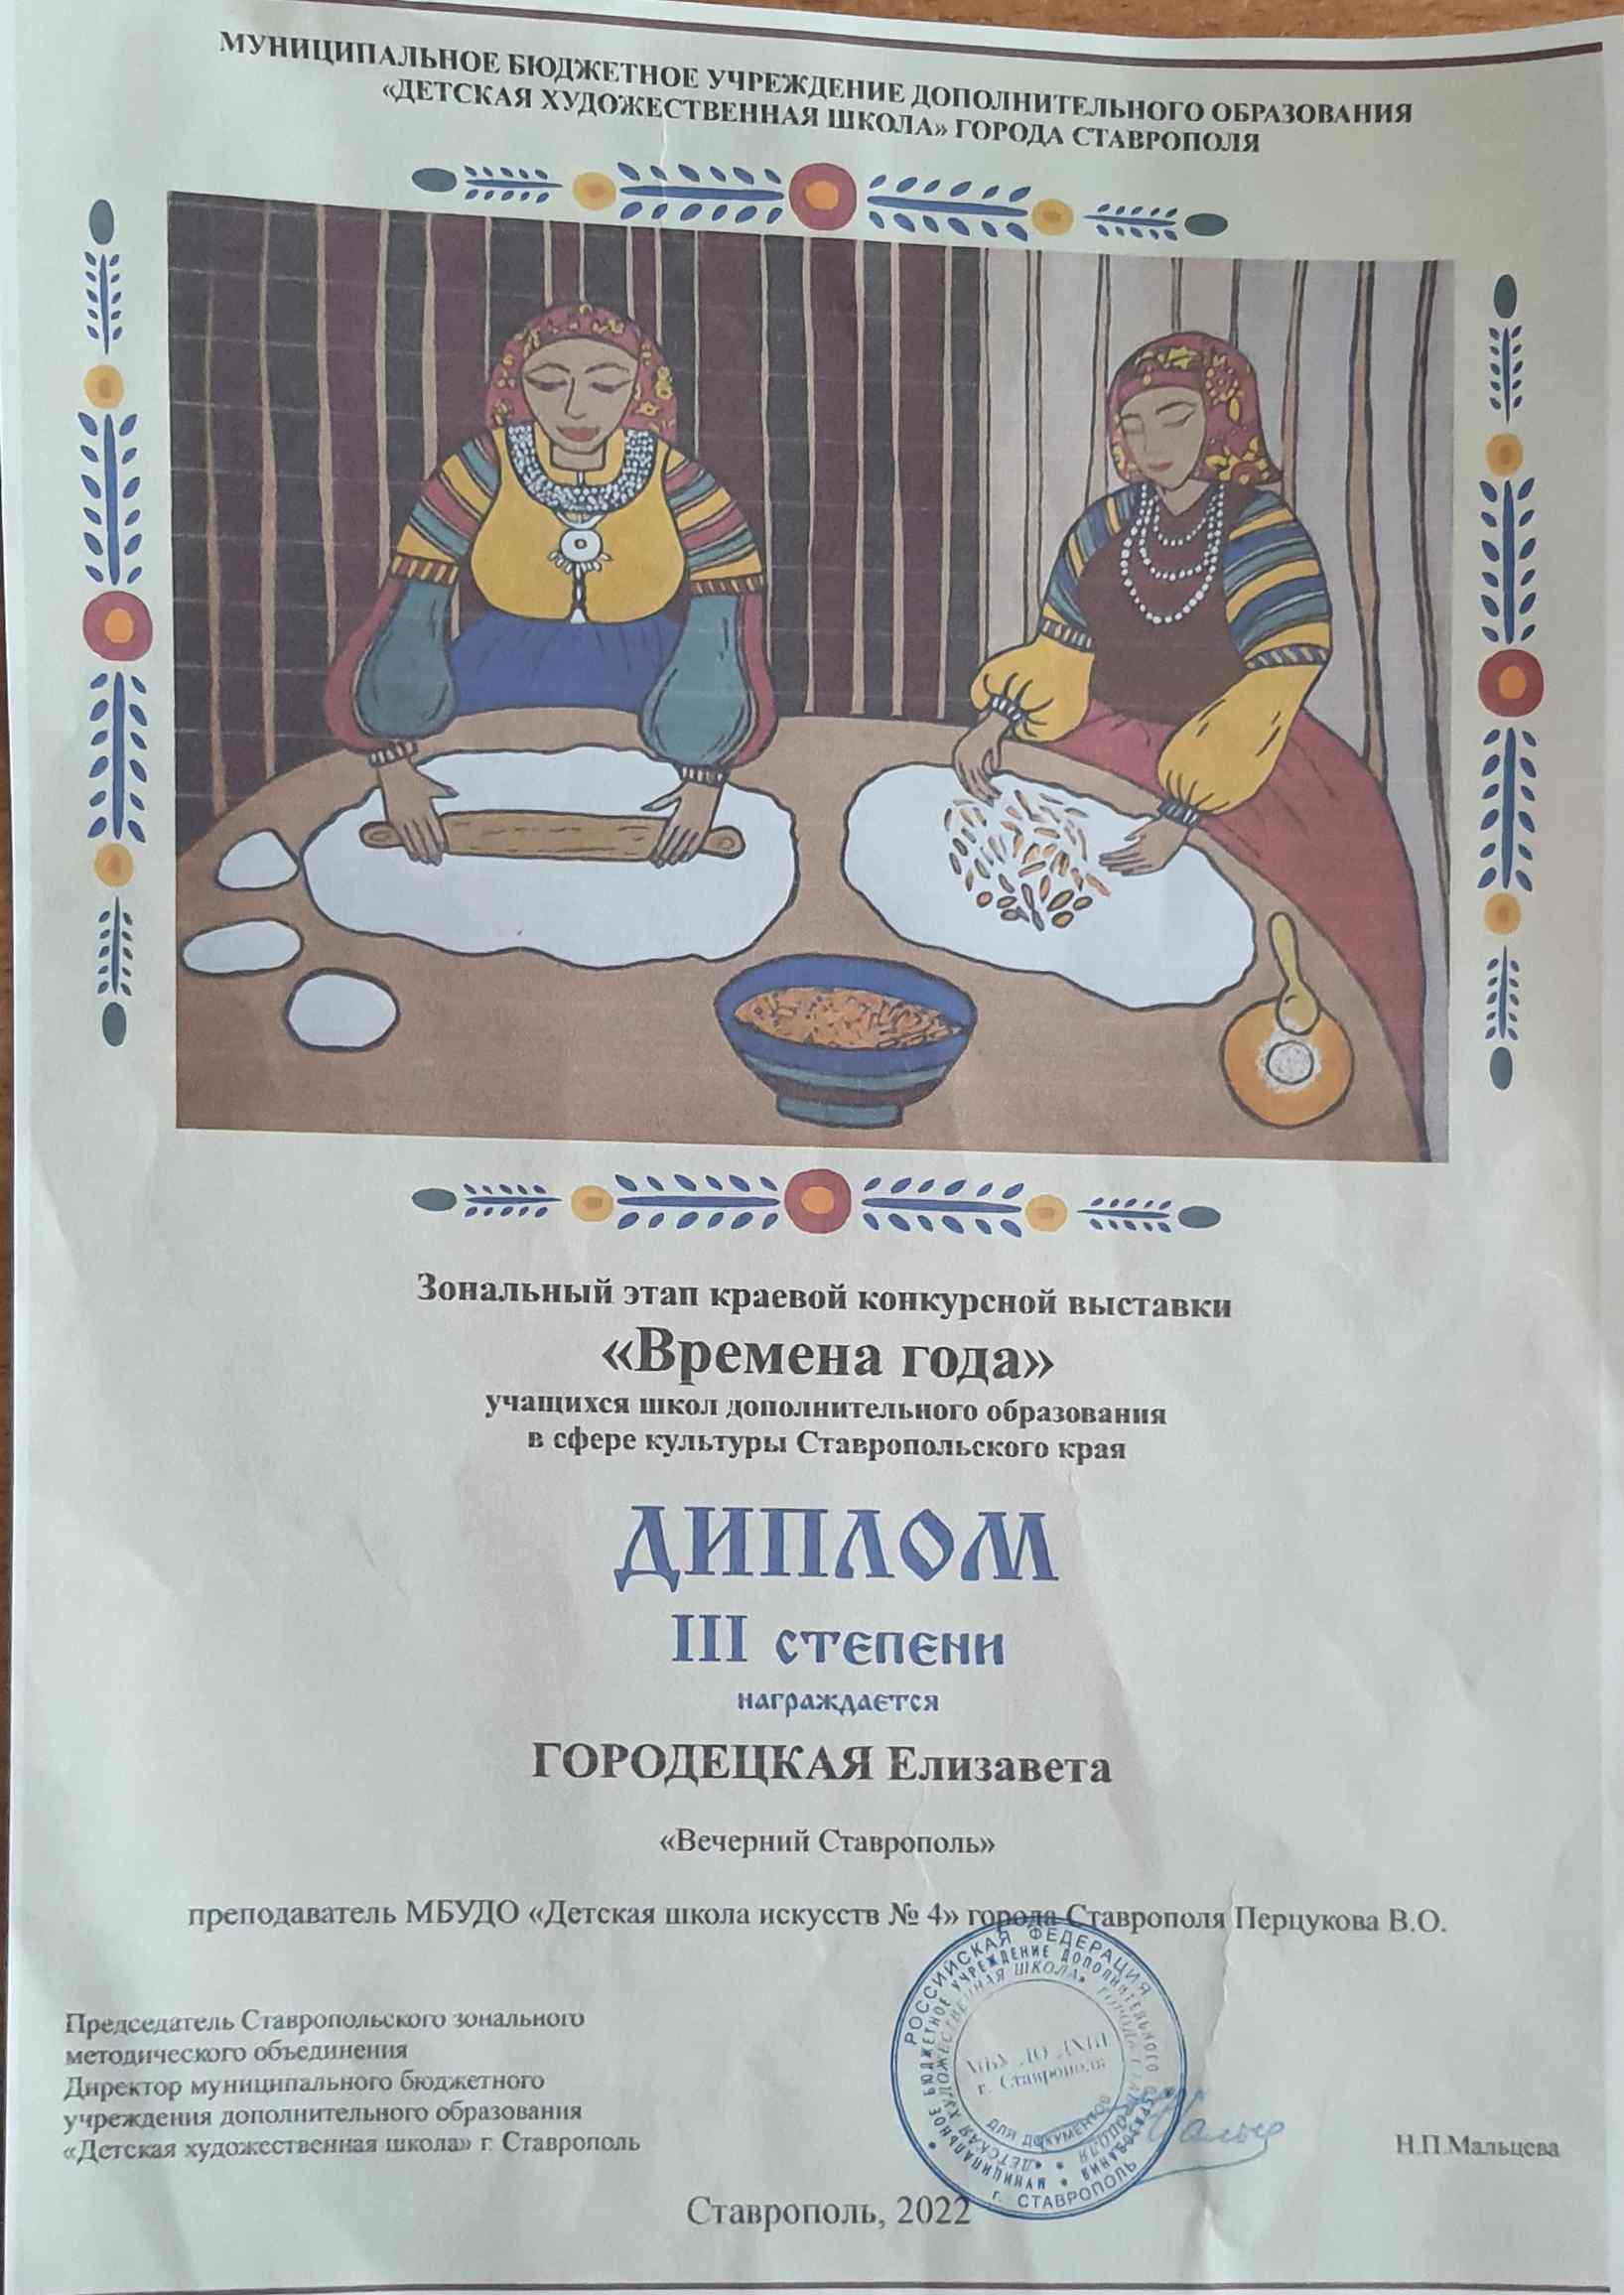 МУНИЦИПАЛЬНОЕ БЮДЖЕТНОЕ УЧРЕЖДЕНИЕ ДОПОЛНИТЕЛЬНОГО ОБРАЗОВАНИЯ
«ДЕТСКАЯ ХУДОЖЕСТВЕННАЯ ШКОЛА» ГОРОДА СТАВРОПОЛЯ
Зональный этап краевой конкурсной выставки
«Времена года»
учащихся школ дополнительного образования
в сфере культуры Ставропольского края
ДИПЛОМ
III СТЕПЕНИ
НАГРАЖДАЕТСЯ
ГОРОДЕЦКАЯ Елизавета
«Вечерний Ставрополь»
преподаватель МБУДО «Детская школа искусств № 4» города Ставрополя Перцукова В.О.
Председатель Ставропольского зонального
методического объединения
Директор муниципального бюджетного
учреждения дополнительного образования
«Детская художественная школа» г. Ставрополь
РОССИЙСКАЯ ФЕДЕРАЦИЯ
г. СТАВРОПОЛЬ
МУНИЦИПАЛЬНОЕ БЮДЖЕТНОЕ УЧРЕЖДЕНИЕ ДОПОЛНИТЕЛЬНОГО ОБРАЗОВАНИЯ
«ДЕТСКАЯ ХУДОЖЕСТВЕННАЯ ШКОЛА» ГОРОДА СТАВРОПОЛЯ
МБУ ДО ДХШ
г. Ставрополя
ДЛЯ ДОКУМЕНТОВ
Н.П.Мальцева
Ставрополь, 2022